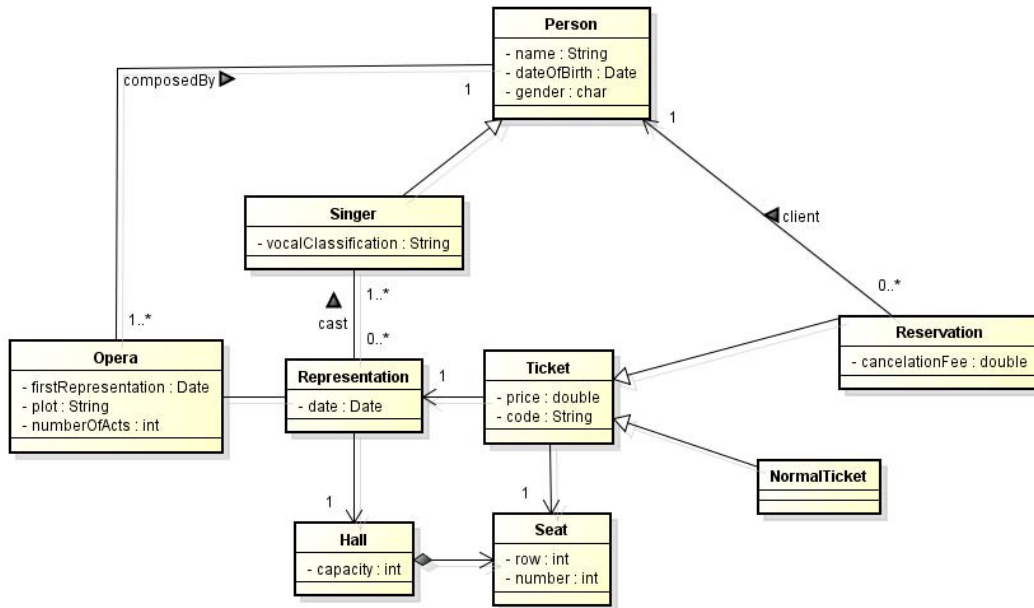 Person
- name : String
- dateOfBirth : Date
- gender : char
composedBy
1
1
client
Singer
- vocalClassification : String
1..*
cast
0..*
1..*
0..*
Opera
- firstRepresentation : Date
- plot : String
- numberOfActs : int
Representation
- date : Date
1
Ticket
- price : double
- code : String
Reservation
- cancelationFee : double
NormalTicket
1
1
Hall
- capacity : int
Seat
- row : int
- number : int